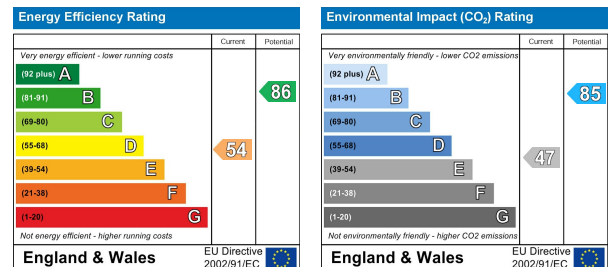 Energy Efficiency Rating
Current Potential
Very energy efficient - lower running costs
(92 plus) A
(81-91) B
(69-80) C
(55-68) D
(39-54) E
(21-38) F
(1-20) G
54
86
Not energy efficient - higher running costs
England & Wales
EU Directive
2002/91/EC
Environmental Impact (CO2) Rating
Current Potential
Very environmentally friendly - lower CO2 emissions
(92 plus) A
(81-91) B
(69-80) C
(55-68) D
(39-54) E
(21-38) F
(1-20) G
47
85
Not environmentally friendly - higher CO2 emissions
England & Wales
EU Directive
2002/91/EC